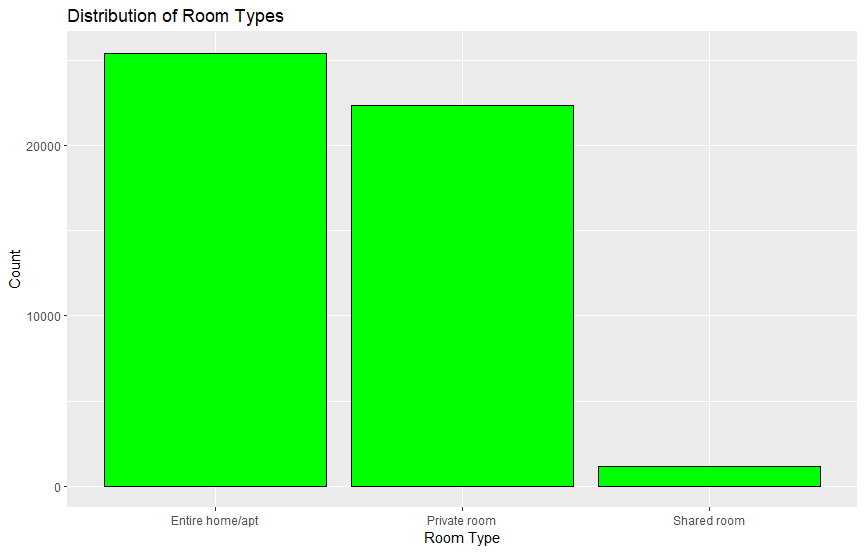 Distribution of Room Types
Count
20000
10000
0
Entire home/apt
Private room
Shared room
Room Type